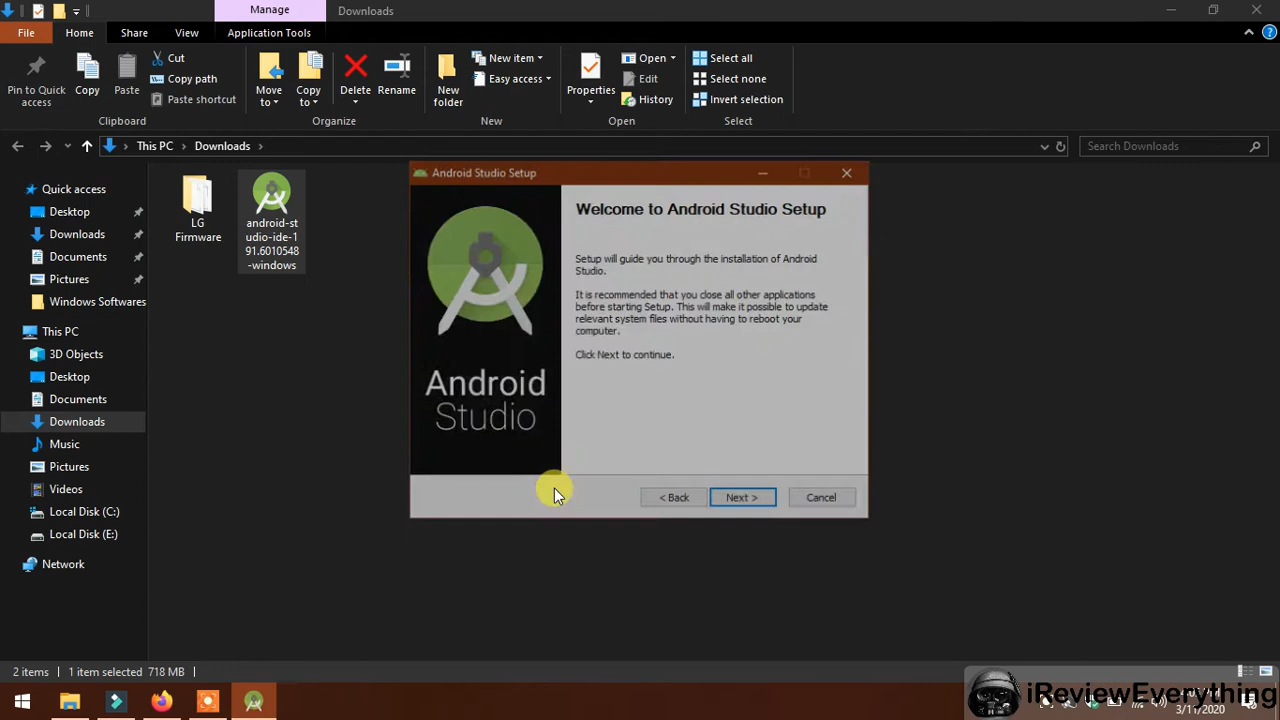 Manage
Downloads
File
Home
Share
View
Application Tools
Pin to Quick
access
Copy
Paste
Cut
Copy path
Paste shortcut
Clipboard
Move
to
Copy
to
Delete
Rename
Organize
New
folder
New item
Easy access
New
Properties
Open
Edit
History
Open
Select all
Select none
Invert selection
Select
This PC
Downloads
Search Downloads
Quick access
Desktop
Downloads
Documents
Pictures
Windows Softwares
This PC
3D Objects
Desktop
Documents
Downloads
Music
Pictures
Videos
Local Disk (C:)
Local Disk (E:)
Network
LG
Firmware
android-st
udio-ide-1
91.6010548
-windows
Android Studio Setup
Android
Studio
Welcome to Android Studio Setup
Setup will guide you through the installation of Android
Studio.
It is recommended that you close all other applications
before starting Setup. This will make it possible to update
relevant system files without having to reboot your
computer.
Click Next to continue.
< Back
Next >
Cancel
2 items
1 item selected 718 MB
iReviewEverything
3/11/2020